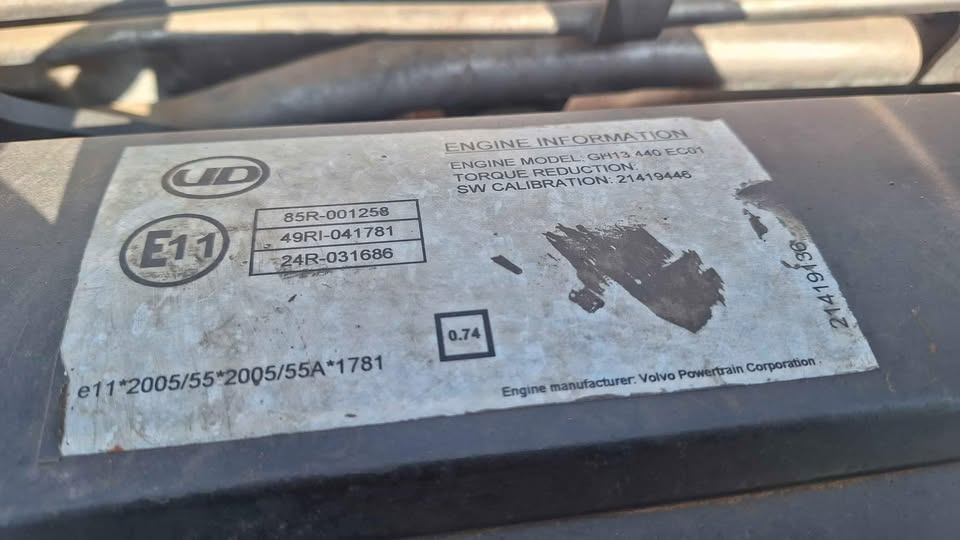 UD
E11
85R-001258
49RI-041781
24R-031686
ENGINE INFORMATION
ENGINE MODEL: GH13 440 EC01
TORQUE REDUCTION:
SW CALIBRATION: 21419446
0.74
21419136
e11*2005/55*2005/55A*1781
Engine manufacturer: Volvo Powertrain Corporation